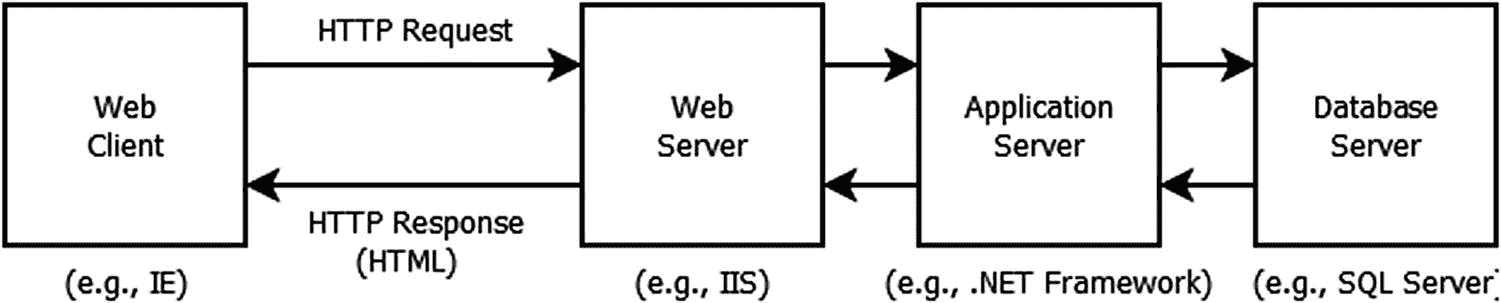 HTTP Request
Web
Client
Web
Server
Application
Server
Database
Server
HTTP Response
(HTML)
(e.g., IE)
(e.g., IIS)
(e.g., .NET Framework)
(e.g., SQL Server)